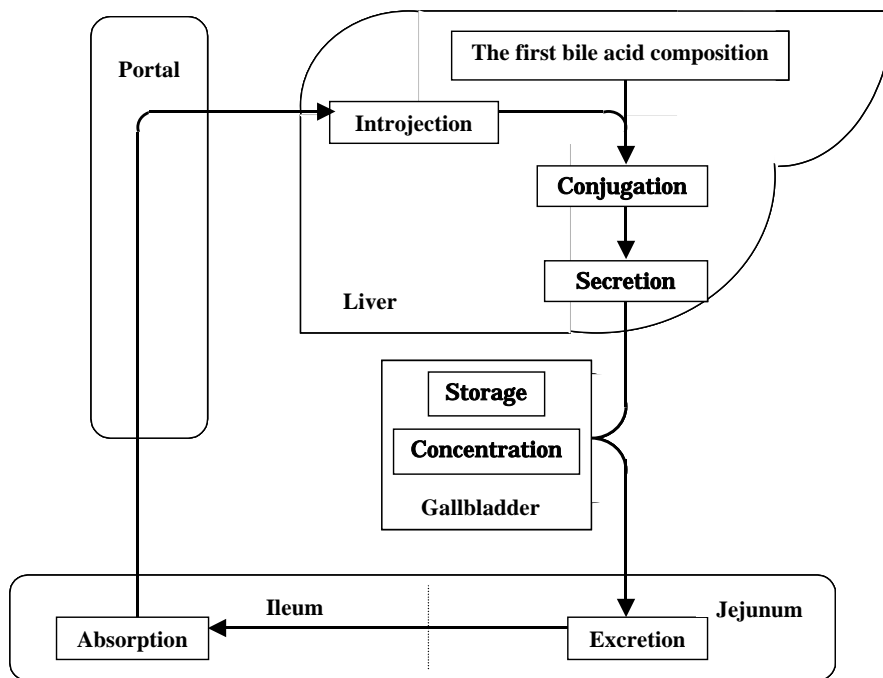 The first bile acid composition
Portal
Introjection
Conjugation
Secretion
Liver
Storage
Concentration
Gallbladder
Ileum
Jejunum
Absorption
Excretion